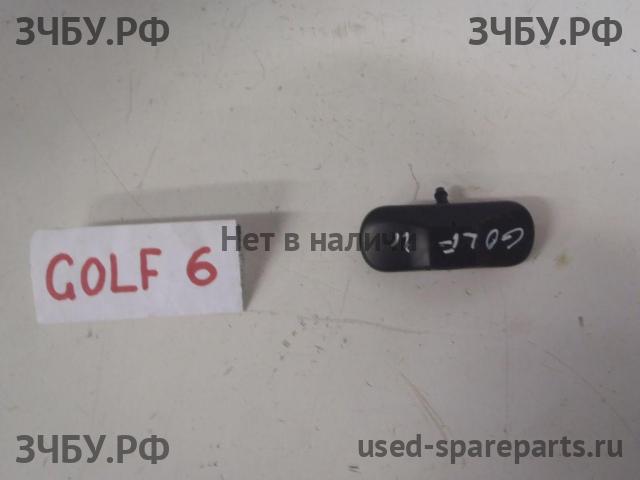 ЗЧБУ.РФ
ЗЧБУ.РФ
Нет в наличи
GOLF
GOLF 6
ЗЧБУ.РФ
used-spareparts.ru